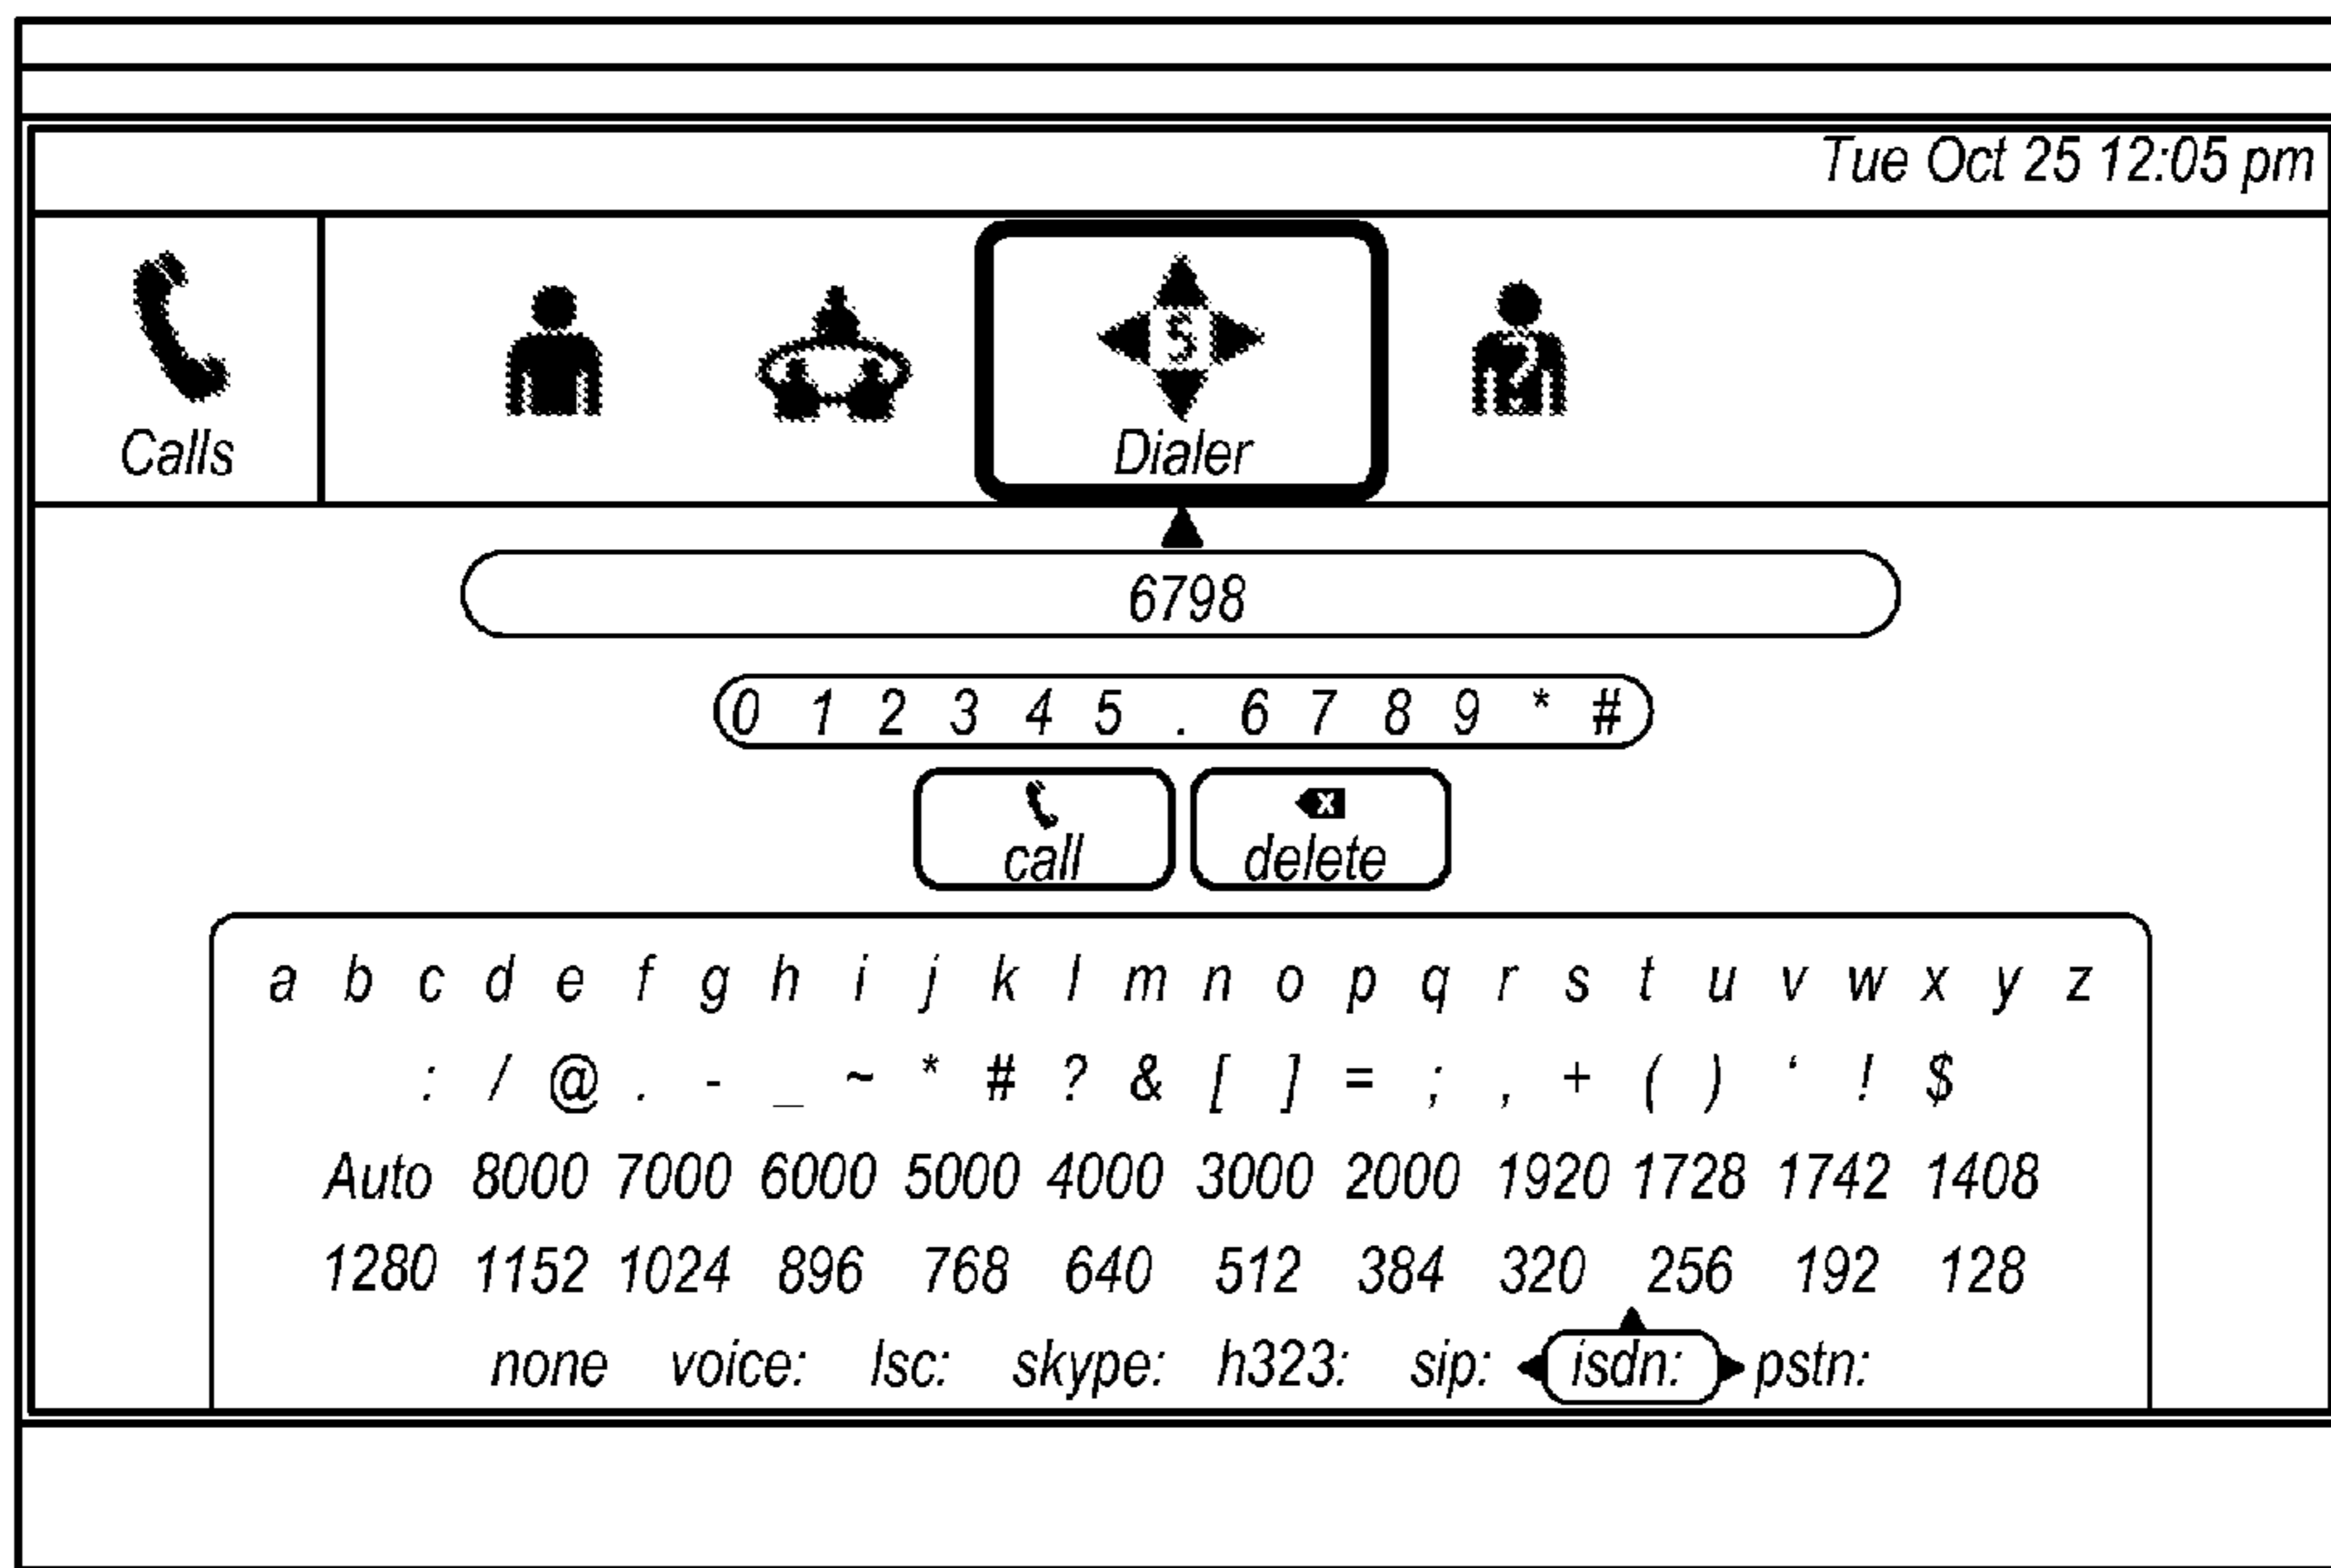 Tue Oct 25 12:05 pm
S
Calls
Dialer
6798
0 1 2 3 4 5 . 6 7 8 9 * #
x
call delete
a b c d e f g h i j k l m n o p q r s t u v w x y z
: / @ . - _ ~ * # ? & [ ] = ; , + ( ) ‘ ! $
Auto 8000 7000 6000 5000 4000 3000 2000 1920 1728 1742 1408
1280 1152 1024 896 768 640 512 384 320 256 192 128
none voice: lsc: skype: h323: sip: isdn: pstn: